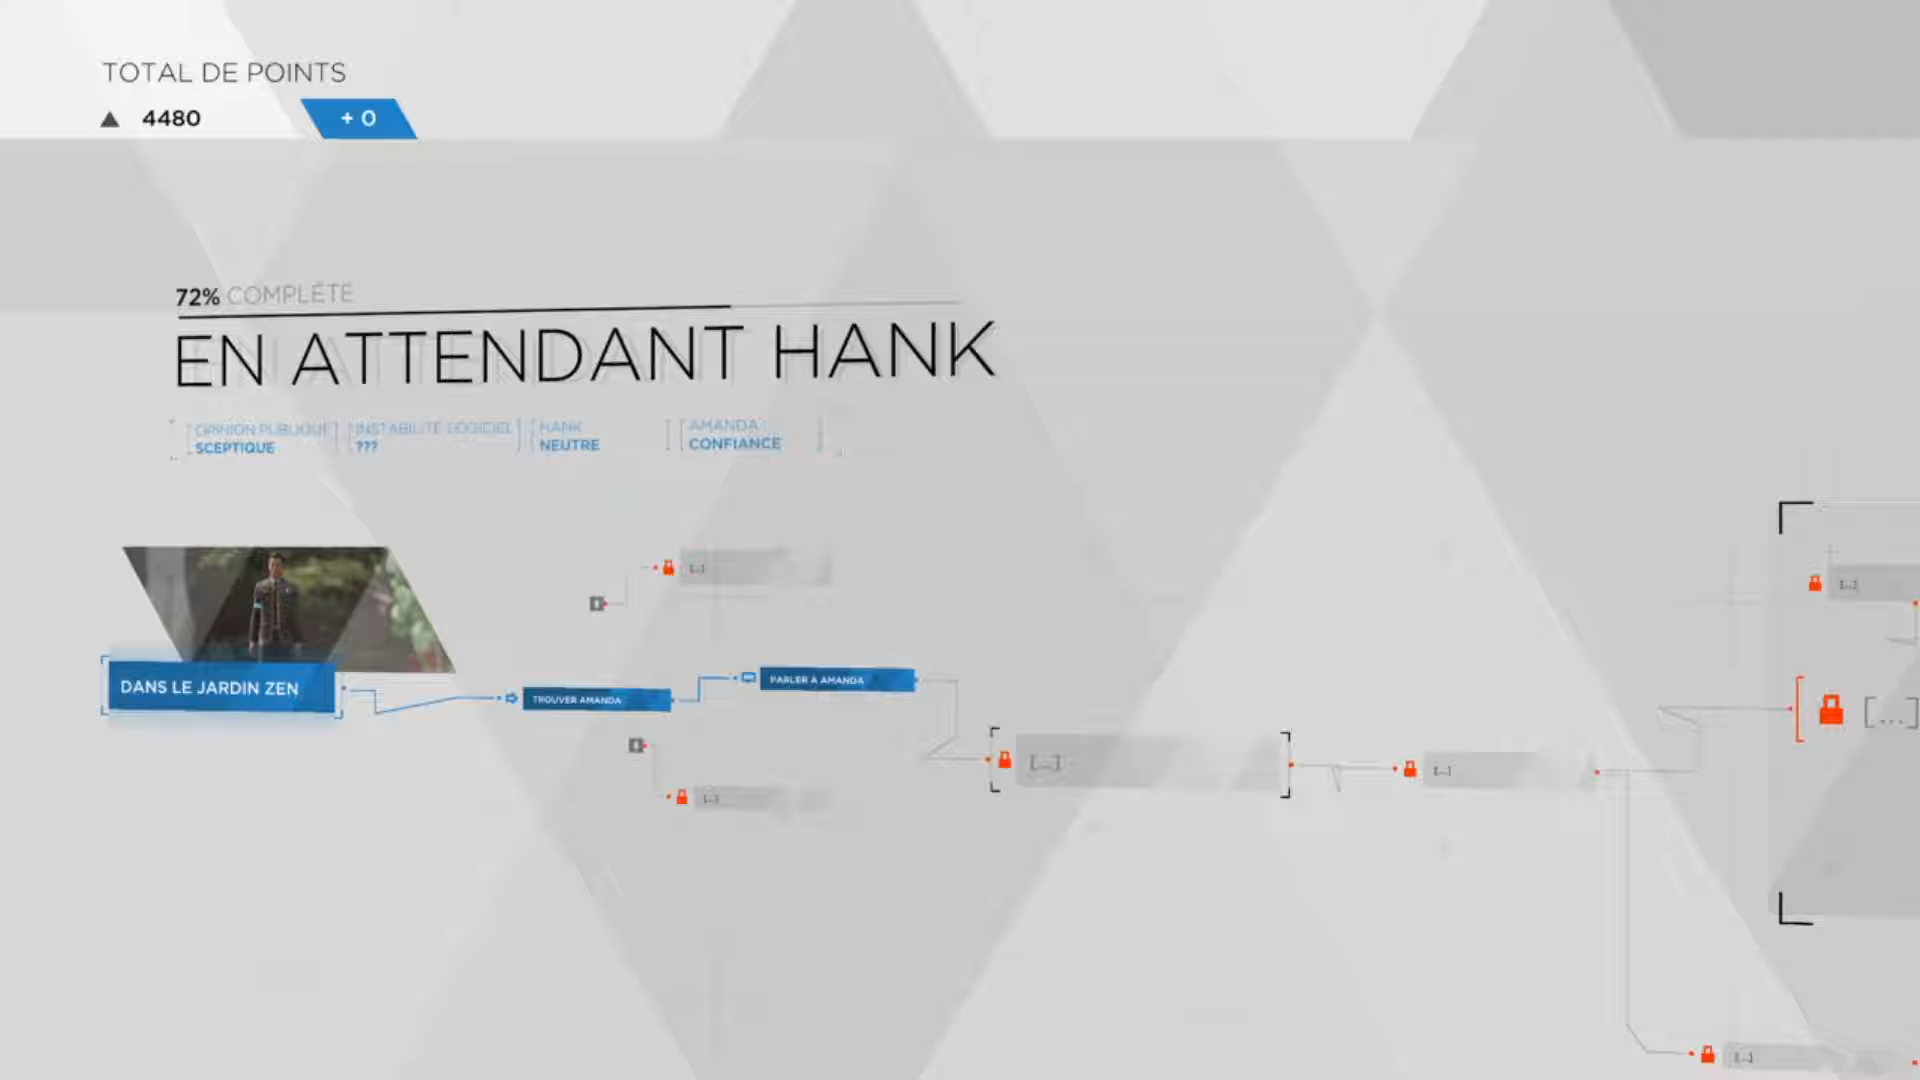 TOTAL DE POINTS
4480
+ 0
72% COMPLÉTÉ
EN ATTENDANT HANK
OPINION PUBLIQUE
SCEPTIQUE
INSTABILITÉ LOGICIEL
???
HANK
NEUTRE
AMANDA
CONFIANCE
[...]
[...]
DANS LE JARDIN ZEN
TROUVER AMANDA
PARLER À AMANDA
[...]
[...]
[...]
[...]
[...]
[...]